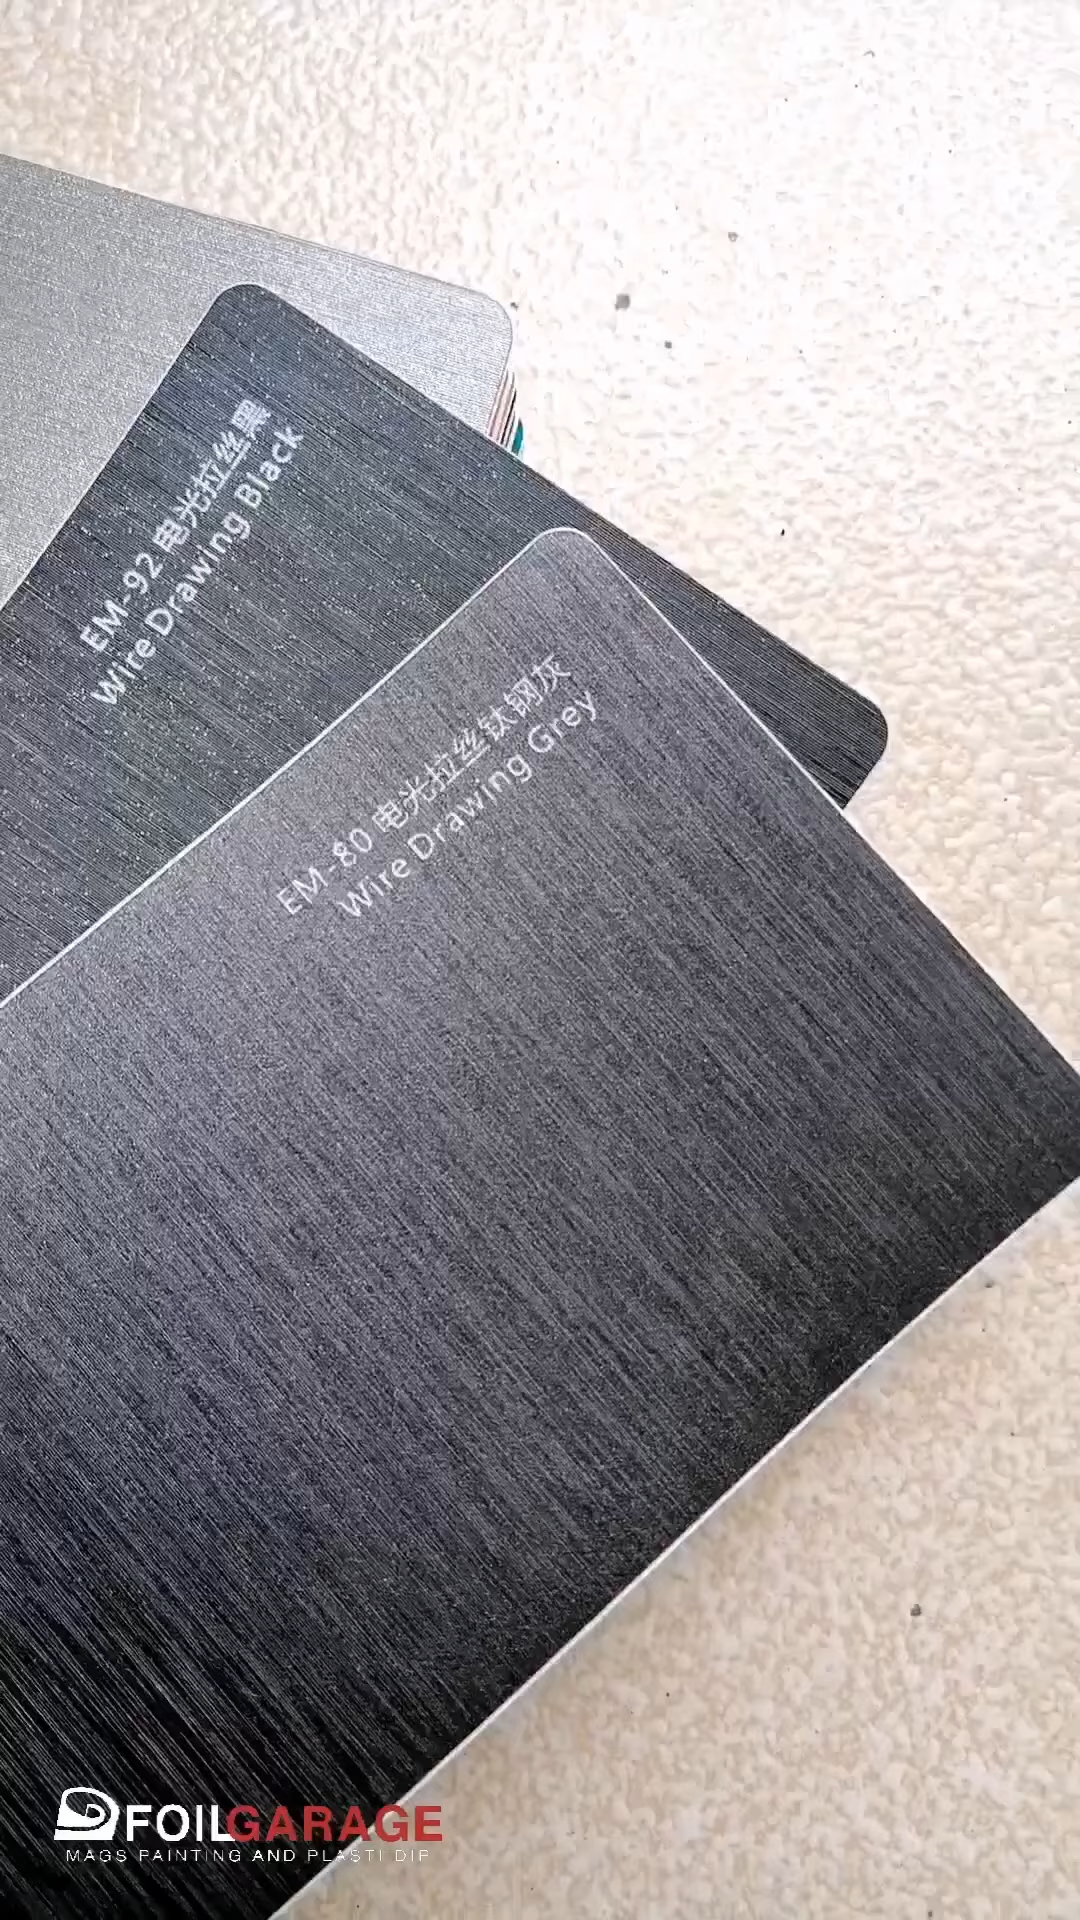 EM-92 电光拉丝黑
Wire Drawing Black
EM-80 电光拉丝钛钢灰
Wire Drawing Grey
FOILGARAGE
MAGS PAINTING AND PLASTI DIP